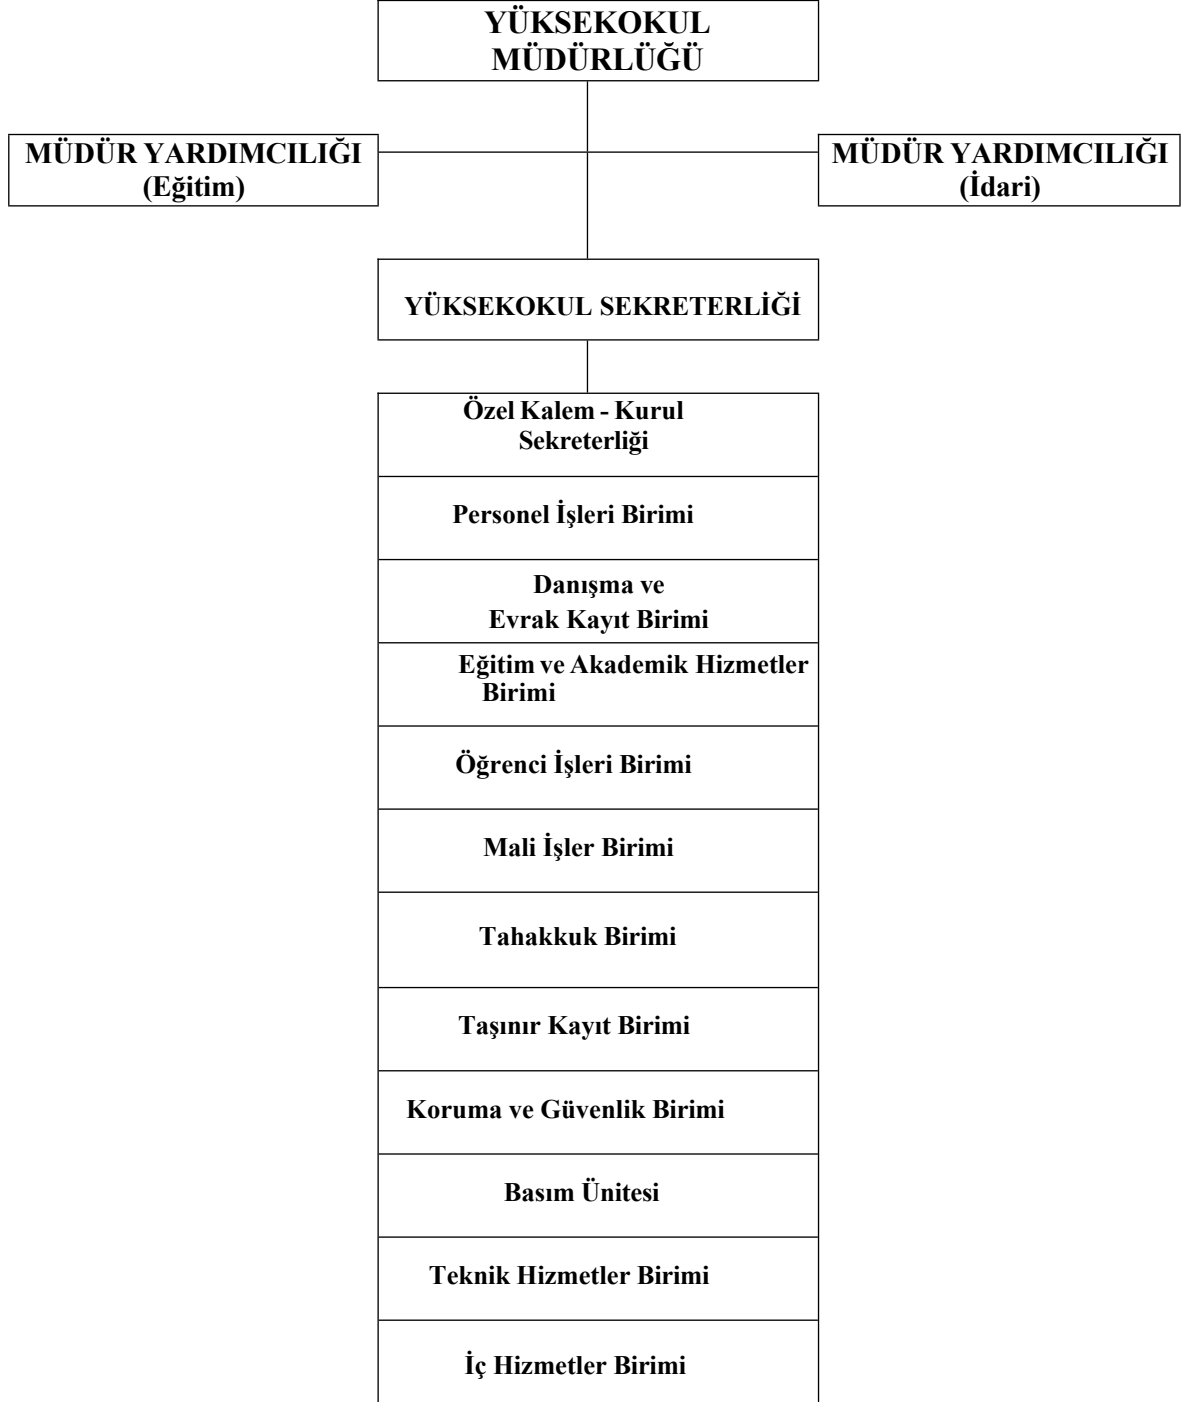 YÜKSEKOKUL
MÜDÜRLÜĞÜ
MÜDÜR YARDIMCILIĞI
(Eğitim)
MÜDÜR YARDIMCILIĞI
(İdari)
YÜKSEKOKUL SEKRETERLİĞİ
Özel Kalem - Kurul
Sekreterliği
Personel İşleri Birimi
Danışma ve
Evrak Kayıt Birimi
Eğitim ve Akademik Hizmetler
Birimi
Öğrenci İşleri Birimi
Mali İşler Birimi
Tahakkuk Birimi
Taşınır Kayıt Birimi
Koruma ve Güvenlik Birimi
Basım Ünitesi
Teknik Hizmetler Birimi
İç Hizmetler Birimi